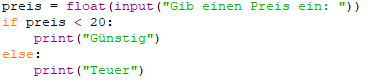 preis = float(input("Gib einen Preis ein: "))
if preis < 20:
    print("Günstig")
else:
    print("Teuer")